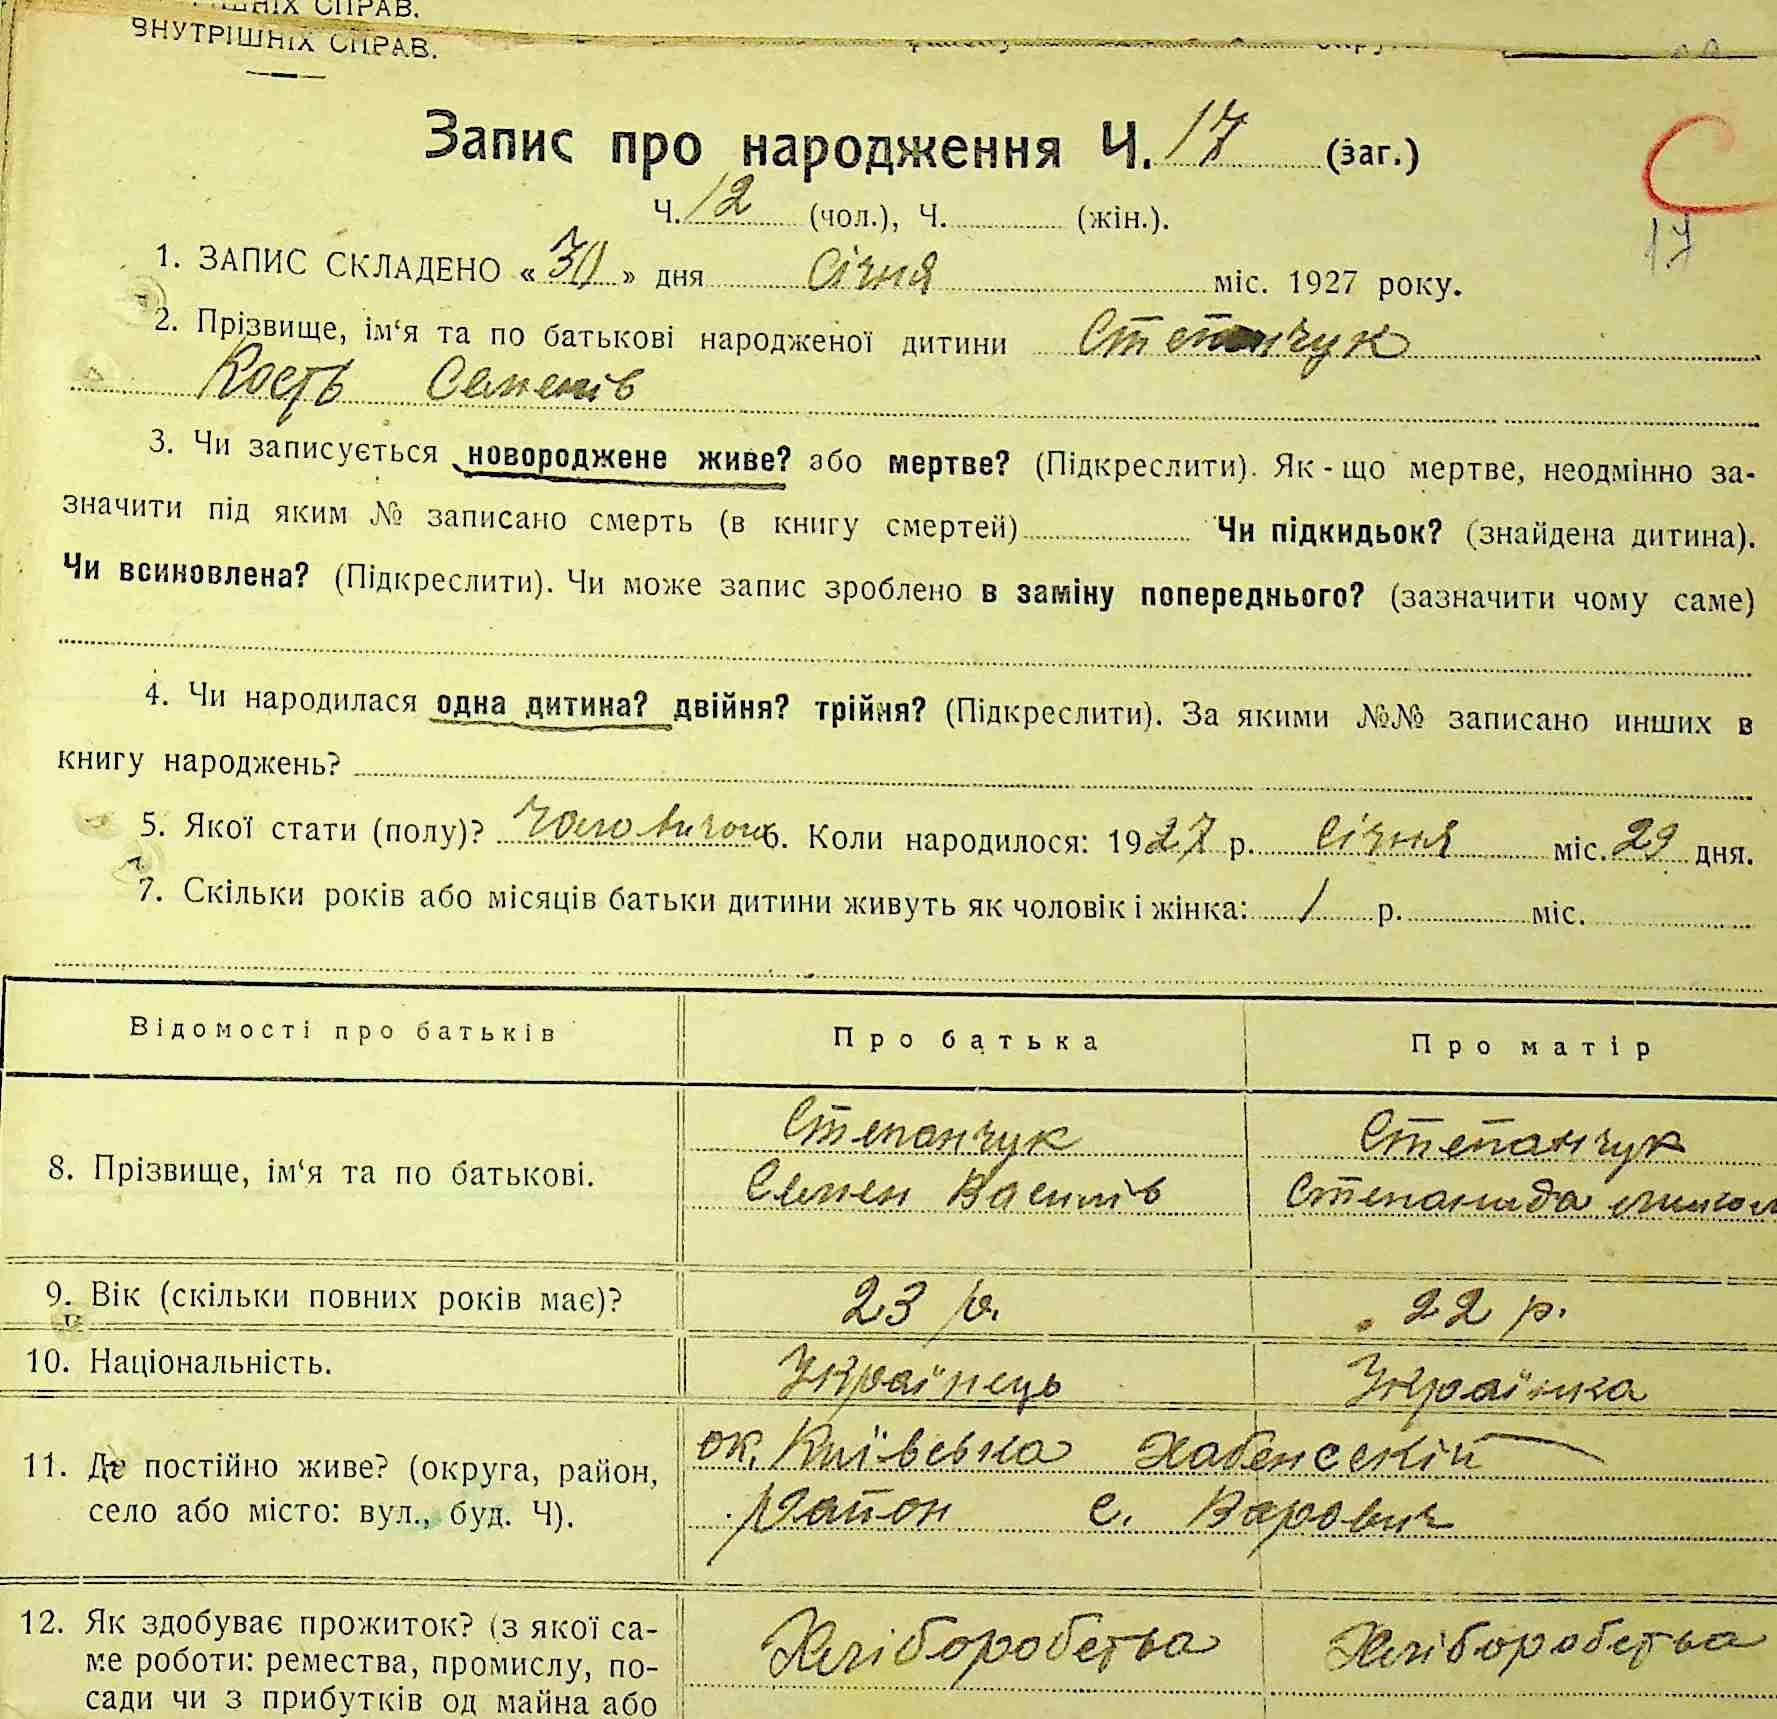 ВНУТРІШНІХ СПРАВ.
Запис про народження Ч. 17 (заг.)
Ч. 12 (чол.), Ч. (жін.).
С
17
1. ЗАПИС СКЛАДЕНО «30» дня Січня міс. 1927 року.
2. Прізвище, ім‘я та по батькові народженої дитини Степанчук
Кость Семенів
3. Чи записується новороджене живе? або мертве? (Підкреслити). Як-що мертве, неодмінно за-
значити під яким № записано смерть (в книгу смертей) Чи підкидьок? (знайдена дитина).
Чи всиновлена? (Підкреслити). Чи може запис зроблено в заміну попереднього? (зазначити чому саме)
4. Чи народилася одна дитина? двійня? трійня? (Підкреслити). За якими №№ записано инших в
книгу народжень?
5. Якої стати (полу)? 6. Коли народилося: 1927 р. Січня міс. 29 дня.
7. Скільки років або місяців батьки дитини живуть як чоловік і жінка: 1 р. міс.
Відомості про батьків Про батька Про матір
8. Прізвище, ім‘я та по батькові.
Степанчук
Семен Василів
Степанчук
Степанида
9. Вік (скільки повних років має)? 23 р. 22 р.
10. Національність. Українець Українка
11. Де постійно живе? (округа, район,
село або місто: вул., буд. Ч).
ок. Київська Хабенсекій
район с. Варович
12. Як здобуває прожиток? (з якої са-
ме роботи: ремества, промислу, по-
сади чи з прибутків од майна або
Хліборобства Хліборобства